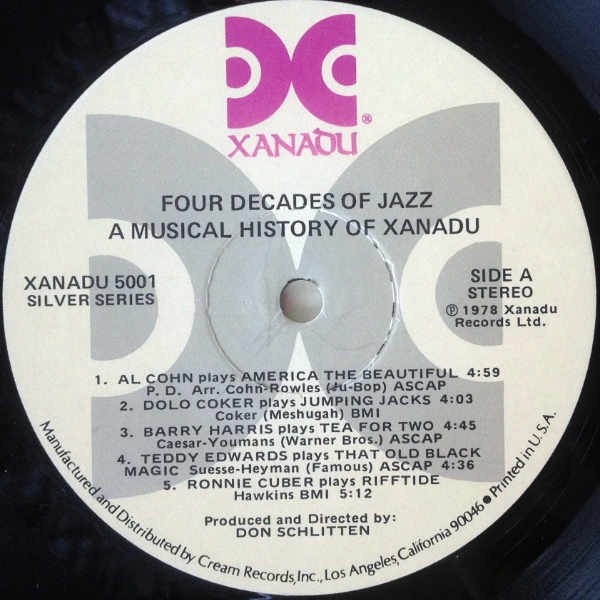 XANADU®
FOUR DECADES OF JAZZ
A MUSICAL HISTORY OF XANADU
XANADU 5001
SILVER SERIES
SIDE A
STEREO
℗ 1978 Xanadu
Records Ltd.
1. AL COHN plays AMERICA THE BEAUTIFUL 4:59
P. D. Arr. Cohn-Rowles (Ju-Bop) ASCAP
2. DOLO COKER plays JUMPING JACKS 4:03
Coker (Meshugah) BMI
3. BARRY HARRIS plays TEA FOR TWO 4:45
Caesar-Youmans (Warner Bros.) ASCAP
4. TEDDY EDWARDS plays THAT OLD BLACK
MAGIC Suesse-Heyman (Famous) ASCAP 4:36
5. RONNIE CUBER plays RIFFTIDE
Hawkins BMI 5:12
Produced and Directed by:
DON SCHLITTEN
Manufactured and Distributed by Cream Records, Inc., Los Angeles, California 90046 ● Printed in U.S.A.